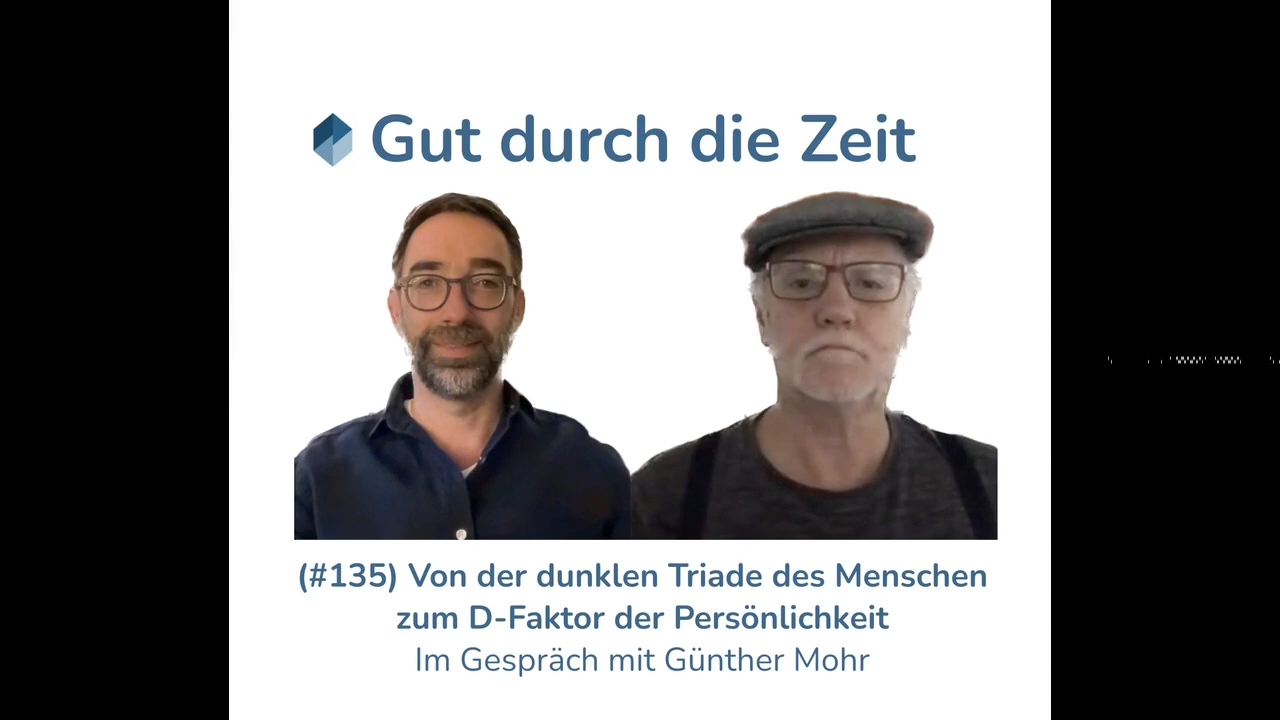 Gut durch die Zeit
(#135) Von der dunklen Triade des Menschen
zum D-Faktor der Persönlichkeit
Im Gespräch mit Günther Mohr